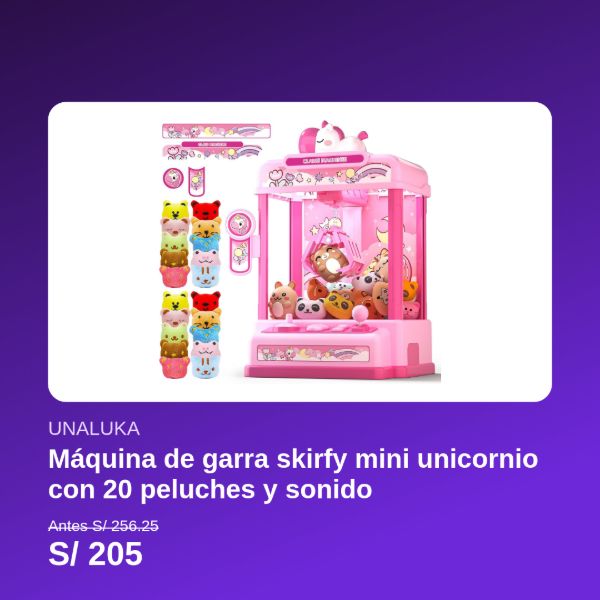 UNALUKA
Máquina de garra skirfy mini unicornio
con 20 peluches y sonido
Antes S/ 256.25
S/ 205